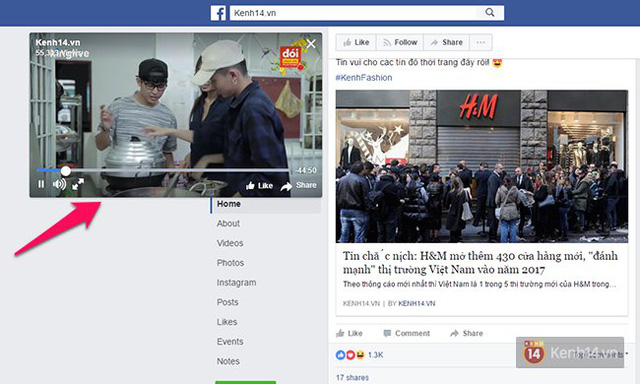 Kenh14.vn
Kenh14.vn
đói
-44:50
Like
Share
Home
About
Videos
Photos
Instagram
Posts
Likes
Events
Notes
Like
Follow
Share
Tin vui cho các tín đồ thời trang đây rồi!
#KenhFashion
H&M
Tin chắc nịch: H&M mở thêm 430 cửa hàng mới, "đánh
mạnh" thị trường Việt Nam vào năm 2017
Theo thông cáo mới nhất thì Việt Nam là 1 trong 5 thị trường mới của H&M trong...
KENH14.VN | BY KENH14.VN
Like
Comment
Share
1.3K
KENH
14
Kenh14.vn
17 shares